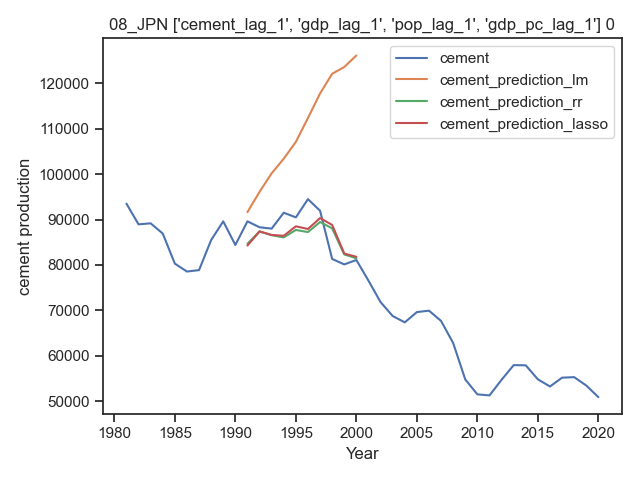 08_JPN ['cement_lag_1', 'gdp_lag_1', 'pop_lag_1', 'gdp_pc_lag_1'] 0
cement
cement_prediction_lm
cement_prediction_rr
cement_prediction_lasso
cement production
120000
110000
100000
90000
80000
70000
60000
50000
1980 1985 1990 1995 2000 2005 2010 2015 2020
Year